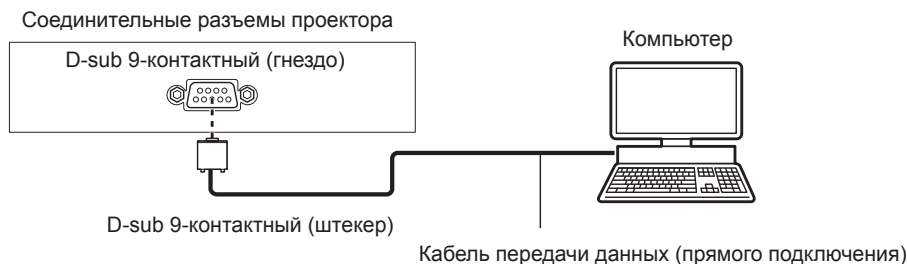 Соединительные разъемы проектора
D-sub 9-контактный (гнездо)
Компьютер
D-sub 9-контактный (штекер)
Кабель передачи данных (прямого подключения)